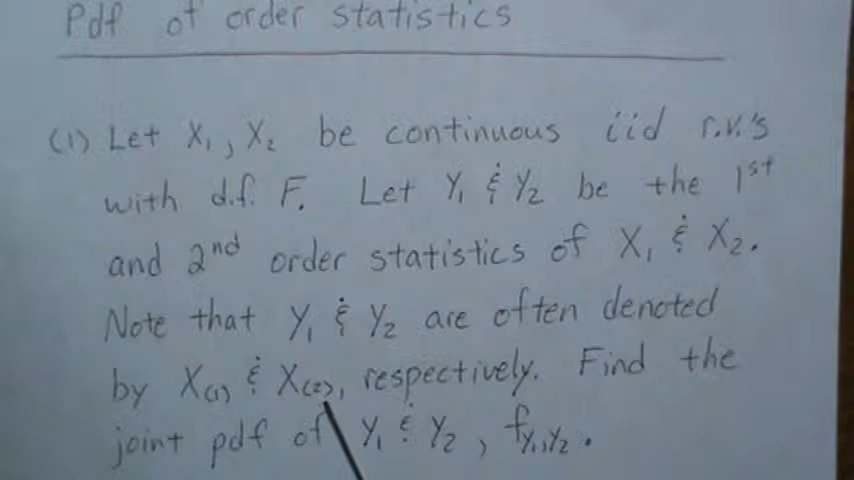 Pdf of order statistics
(1) Let X₁, X₂ be continuous iid r.v.'s
with d.f. F. Let Y₁ & Y₂ be the 1st
and 2nd order statistics of X₁ & X₂.
Note that Y₁ & Y₂ are often denoted
by X₍₁₎ & X₍₂₎, respectively. Find the
joint pdf of Y₁ & Y₂, f_Y₁,Y₂.